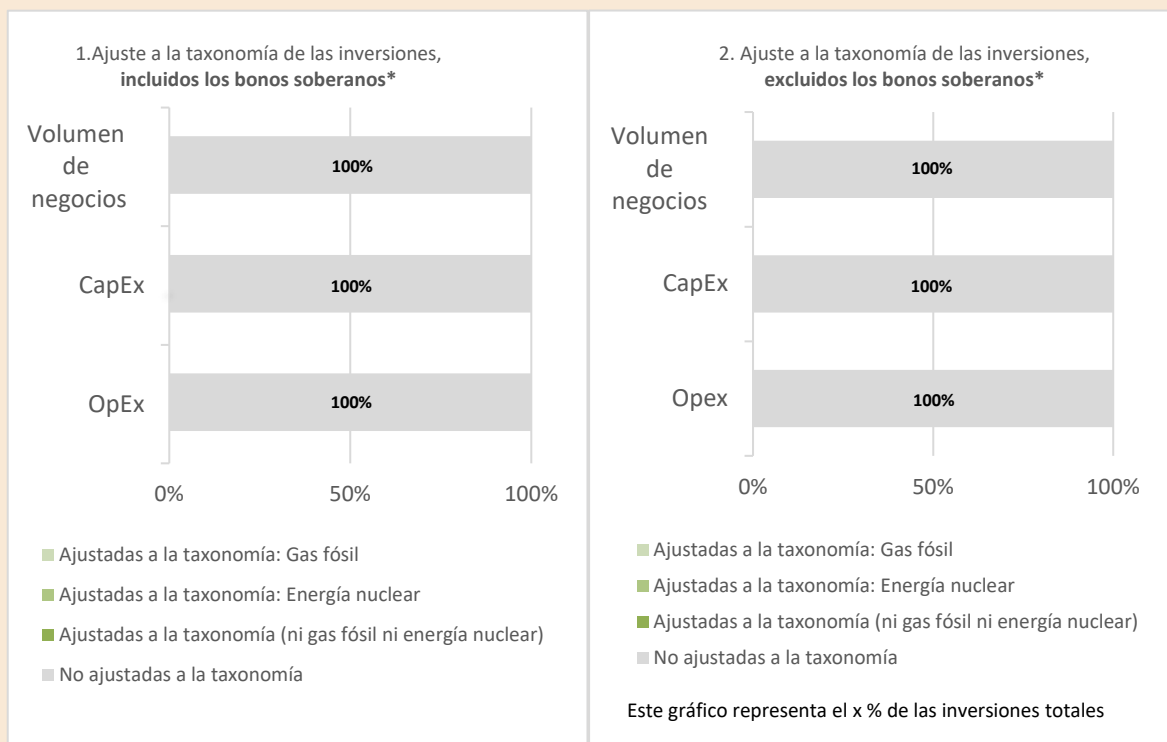 1.Ajuste a la taxonomía de las inversiones,
incluidos los bonos soberanos*
Volumen
de
negocios
100%
CapEx
100%
OpEx
100%
0%
50%
100%
Ajustadas a la taxonomía: Gas fósil
Ajustadas a la taxonomía: Energía nuclear
Ajustadas a la taxonomía (ni gas fósil ni energía nuclear)
No ajustadas a la taxonomía
2. Ajuste a la taxonomía de las inversiones,
excluidos los bonos soberanos*
Volumen
de
negocios
100%
CapEx
100%
Opex
100%
0%
50%
100%
Ajustadas a la taxonomía: Gas fósil
Ajustadas a la taxonomía: Energía nuclear
Ajustadas a la taxonomía (ni gas fósil ni energía nuclear)
No ajustadas a la taxonomía
Este gráfico representa el x % de las inversiones totales